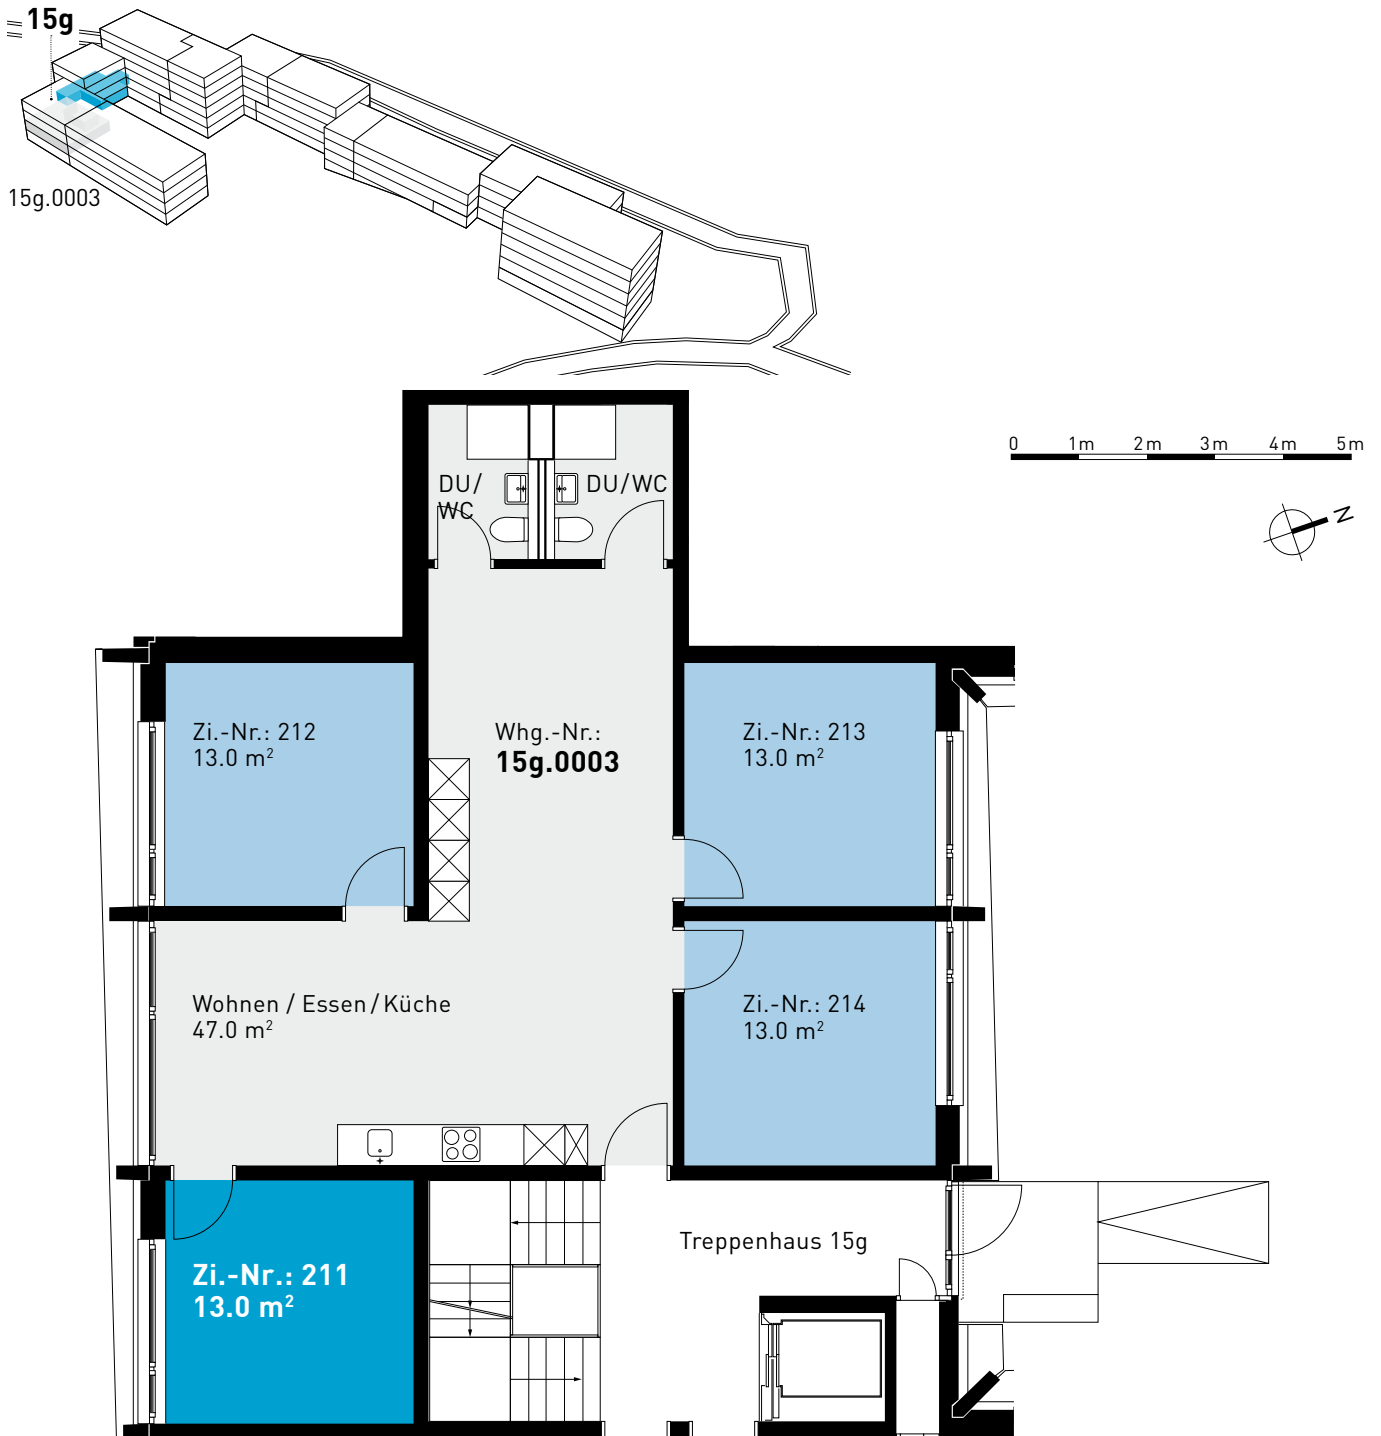 15g
15g.0003
0 1m 2m 3m 4m 5m
N
DU/
WC
DU/WC
Zi.-Nr.: 212
13.0 m²
Whg.-Nr.:
15g.0003
Zi.-Nr.: 213
13.0 m²
Wohnen / Essen / Küche
47.0 m²
Zi.-Nr.: 214
13.0 m²
Treppenhaus 15g
Zi.-Nr.: 211
13.0 m²